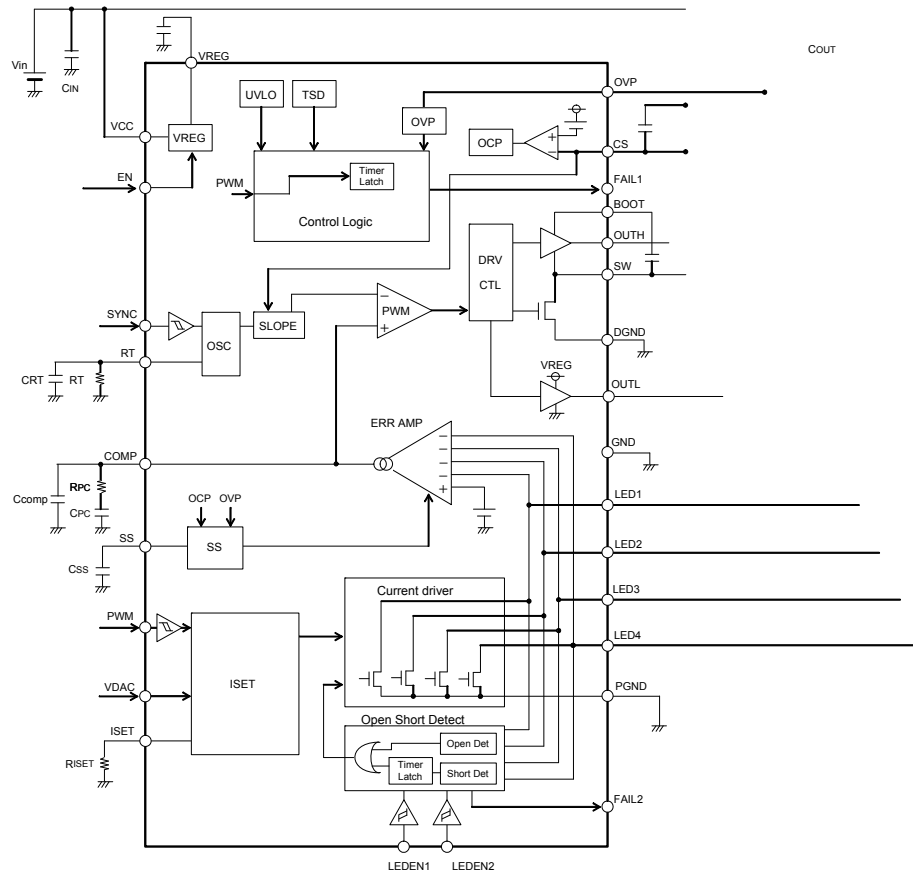 COUT
Vin
CIN
VREG
OVP
UVLO
TSD
OVP
OCP
+
−
CS
VCC
VREG
EN
PWM
Timer
Latch
Control Logic
FAIL1
BOOT
OUTH
SW
DRV
CTL
SYNC
OSC
SLOPE
−
+
PWM
DGND
RT
CRT
RT
VREG
OUTL
ERR AMP
−
−
−
−
+
GND
COMP
Ccomp
RPC
CPC
LED1
OCP
OVP
SS
SS
CSS
LED2
LED3
Current driver
PWM
LED4
ISET
VDAC
PGND
ISET
RISET
Open Short Detect
Open Det
Timer
Latch
Short Det
FAIL2
LEDEN1
LEDEN2